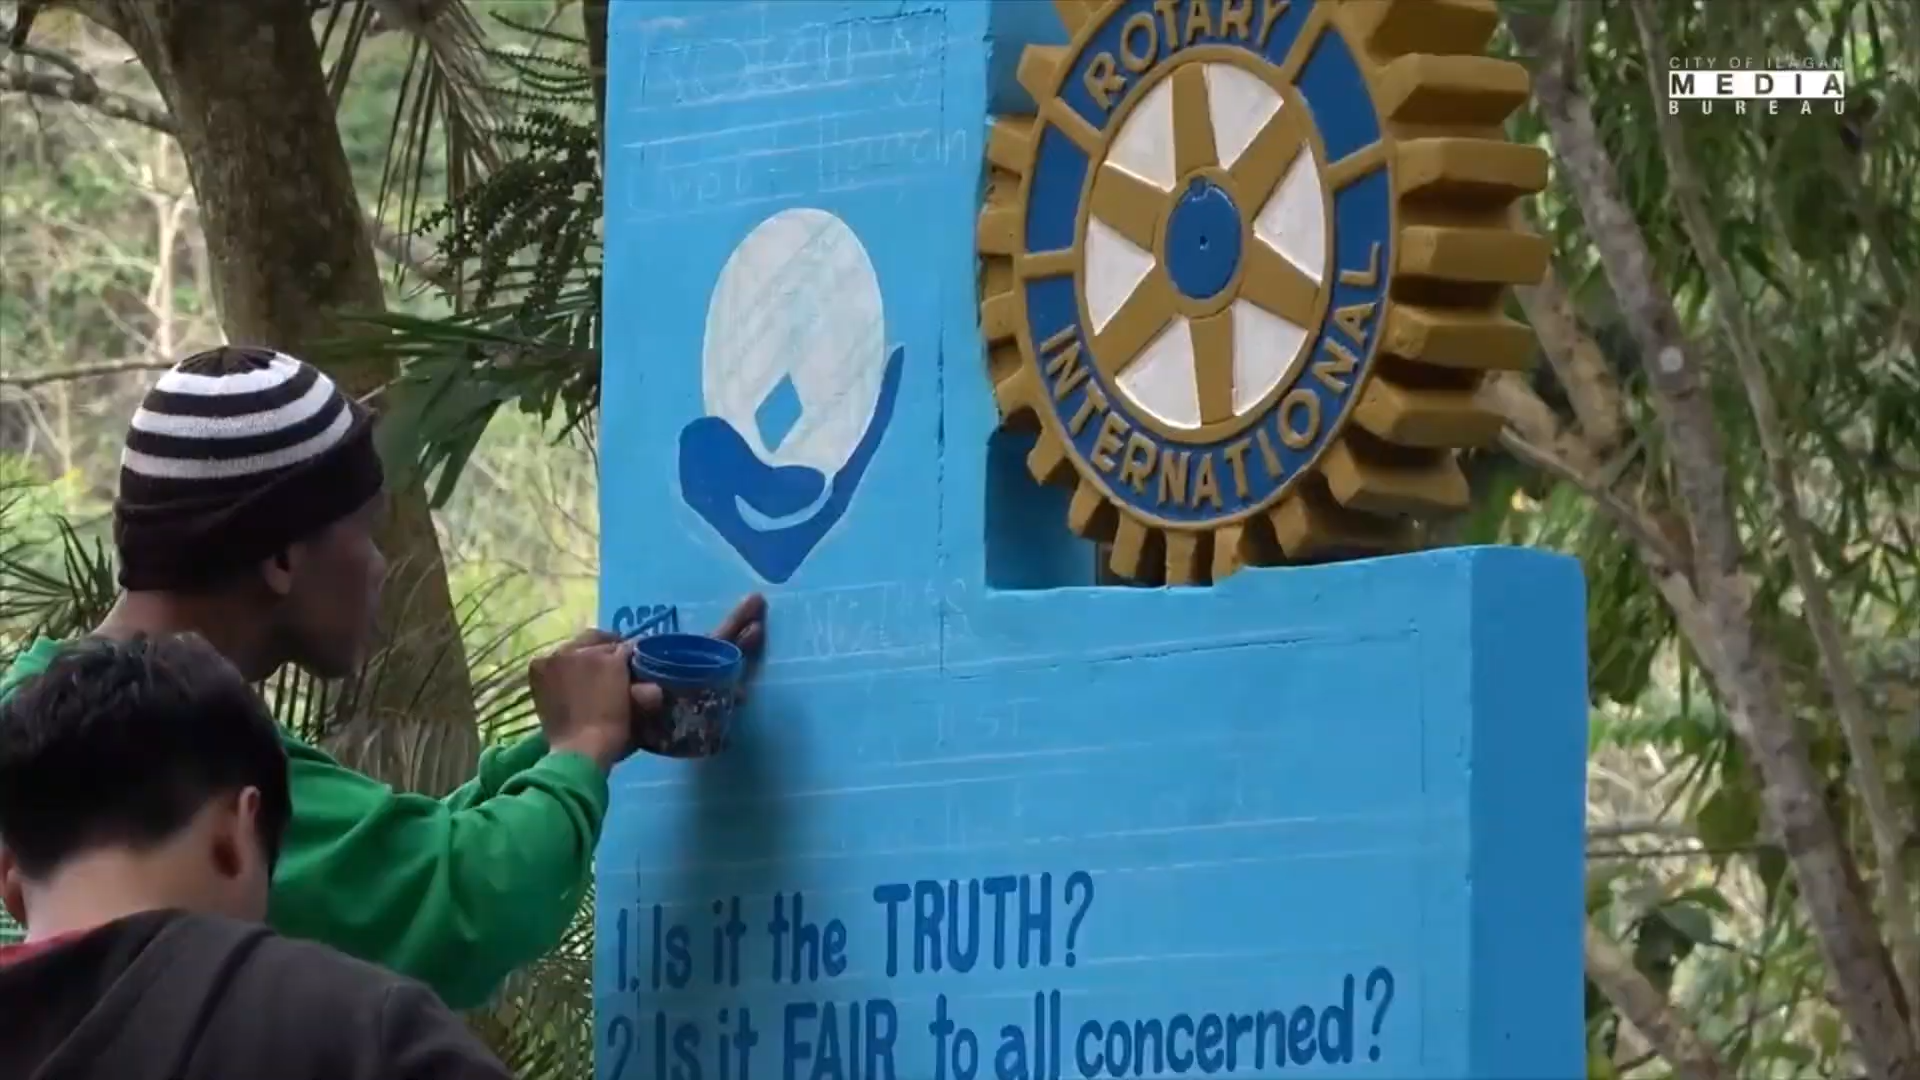 CITY OF ILAGAN
MEDIA
BUREAU
Rotary
ROTARY
INTERNATIONAL
1. Is it the TRUTH?
2 Is it FAIR to all concerned?